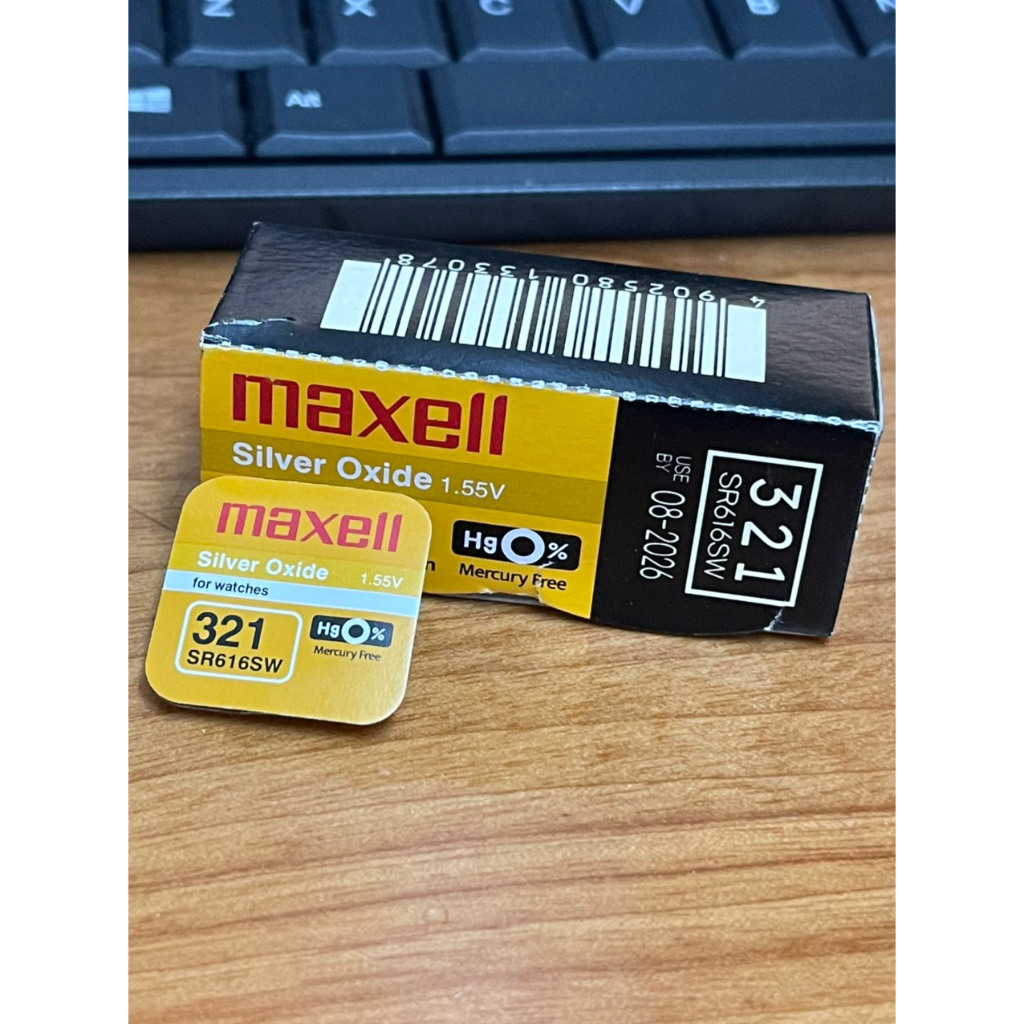 Z X C V B
Alt
4 902580 133078
maxell
Silver Oxide 1.55V
Hg 0%
Mercury Free
USE
BY 08-2026
321
SR616SW
maxell
Silver Oxide 1.55V
for watches
321
SR616SW
Hg 0%
Mercury Free